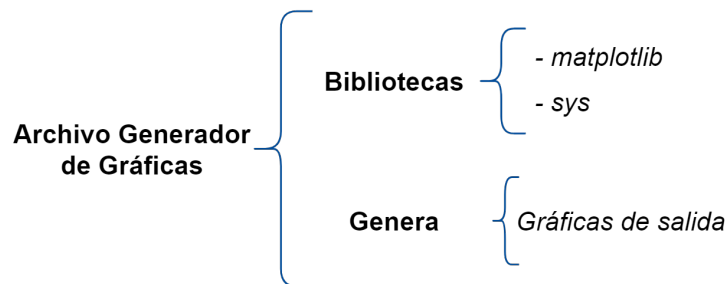 Archivo Generador
de Gráficas
Bibliotecas
- matplotlib
- sys
Genera
Gráficas de salida